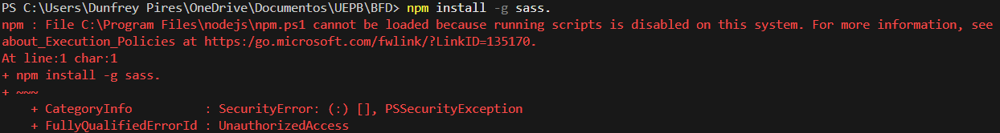 PS C:\Users\Dunfrey Pires\OneDrive\Documentos\UEPB\BFD> npm install -g sass.
npm : File C:\Program Files\nodejs\npm.ps1 cannot be loaded because running scripts is disabled on this system. For more information, see
about_Execution_Policies at https:/go.microsoft.com/fwlink/?LinkID=135170.
At line:1 char:1
+ npm install -g sass.
+ ~~~
    + CategoryInfo          : SecurityError: (:) [], PSSecurityException
    + FullyQualifiedErrorId : UnauthorizedAccess